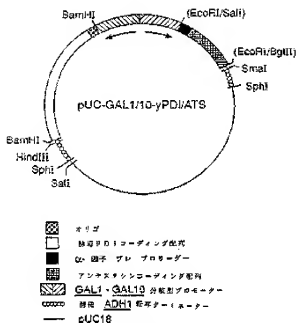 BamHI
(EcoRI/SalI)
(EcoRI/BglII)
SmaI
SphI
pUC-GAL1/10-yPDI/ATS
BamHI
HindIII
SphI
SalI
オリゴ
酵母PDIコーディング配列
α-因子 プレ プロリーダー
アンチスタシンコーディング配列
GAL1・GAL10 分岐型プロモーター
酵母 ADH1 転写ターミネーター
pUC18